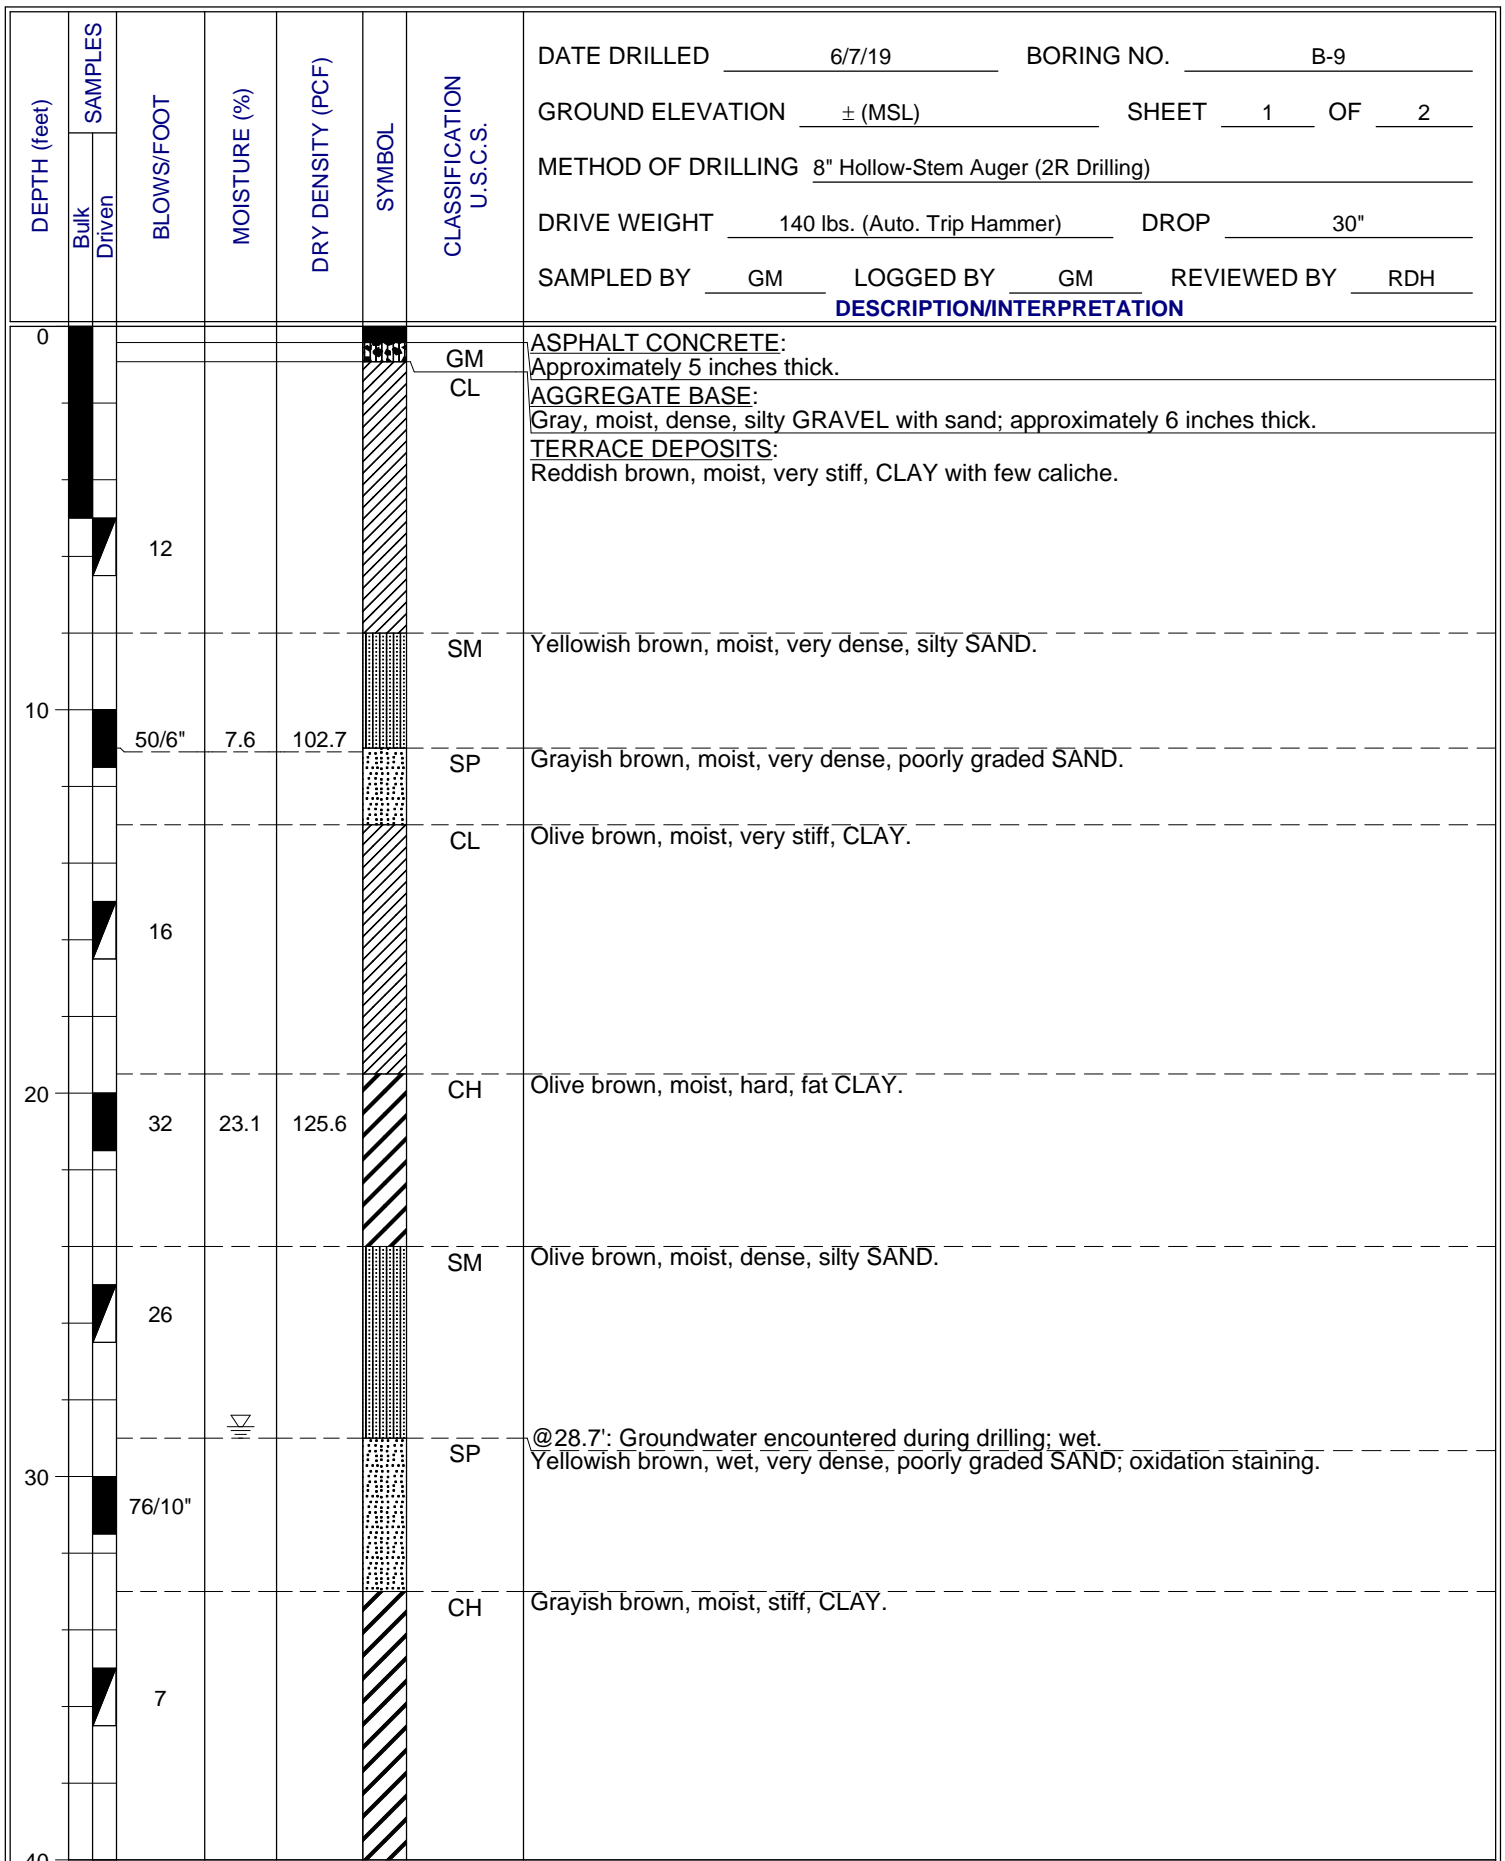 DEPTH (feet)
SAMPLES
Bulk
Driven
BLOWS/FOOT
MOISTURE (%)
DRY DENSITY (PCF)
SYMBOL
CLASSIFICATION
U.S.C.S.
DATE DRILLED 6/7/19 BORING NO. B-9
GROUND ELEVATION ± (MSL) SHEET 1 OF 2
METHOD OF DRILLING 8" Hollow-Stem Auger (2R Drilling)
DRIVE WEIGHT 140 lbs. (Auto. Trip Hammer) DROP 30"
SAMPLED BY GM LOGGED BY GM REVIEWED BY RDH
DESCRIPTION/INTERPRETATION
0
ASPHALT CONCRETE:
GM Approximately 5 inches thick.
CL AGGREGATE BASE:
Gray, moist, dense, silty GRAVEL with sand; approximately 6 inches thick.
TERRACE DEPOSITS:
Reddish brown, moist, very stiff, CLAY with few caliche.
12
SM Yellowish brown, moist, very dense, silty SAND.
10
50/6" 7.6 102.7
SP Grayish brown, moist, very dense, poorly graded SAND.
CL Olive brown, moist, very stiff, CLAY.
16
CH Olive brown, moist, hard, fat CLAY.
20
32 23.1 125.6
SM Olive brown, moist, dense, silty SAND.
26
@28.7': Groundwater encountered during drilling; wet.
SP Yellowish brown, wet, very dense, poorly graded SAND; oxidation staining.
30
76/10"
CH Grayish brown, moist, stiff, CLAY.
7
40